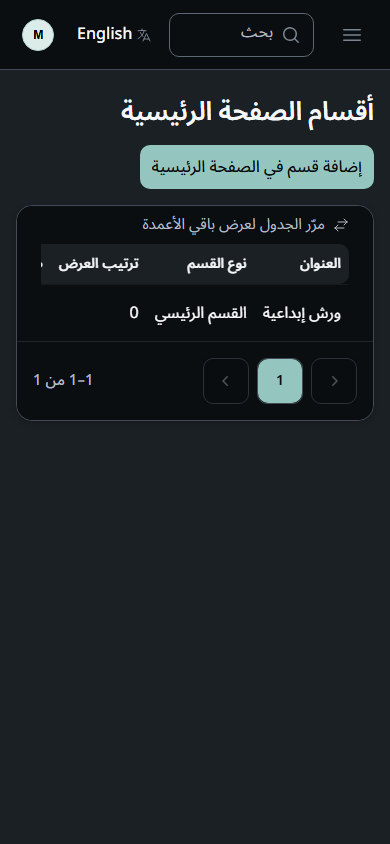 بحث
English
M
أقسام الصفحة الرئيسية
إضافة قسم في الصفحة الرئيسية
مرّر الجدول لعرض باقي الأعمدة
العنوان نوع القسم ترتيب العرض
ورش إبداعية القسم الرئيسي 0
1
1–1 من 1